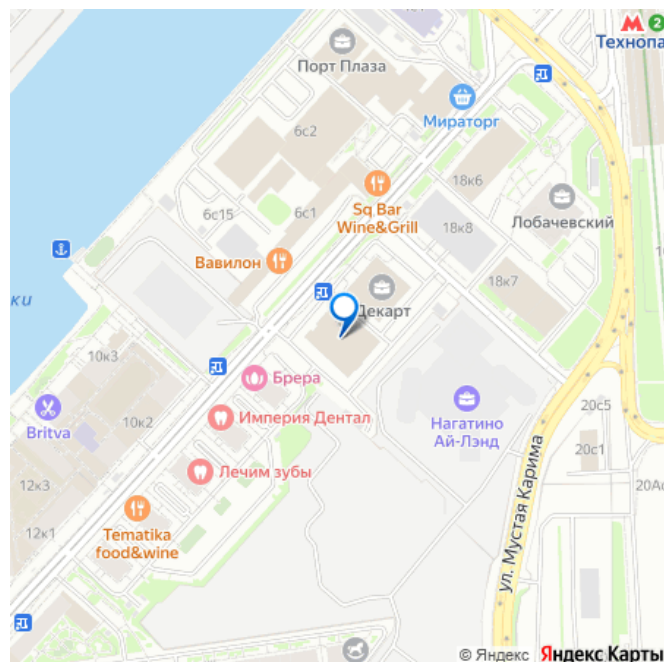 2
Технопа
Порт Плаза
Мираторг
6с2
18к6
Sq Bar
Wine&Grill
Лобачевский
6с15
6с1
18к8
Вавилон
18к7
Декарт
ки
10к3
Брера
Britva
10к2
Империя Дентал
Нагатино
Ай-Лэнд
20с5
20с1
Лечим зубы
12к3
20Ас
12к1
Tematika
food&wine
ул. Мустая Карима
© Яндекс Яндекс Карты